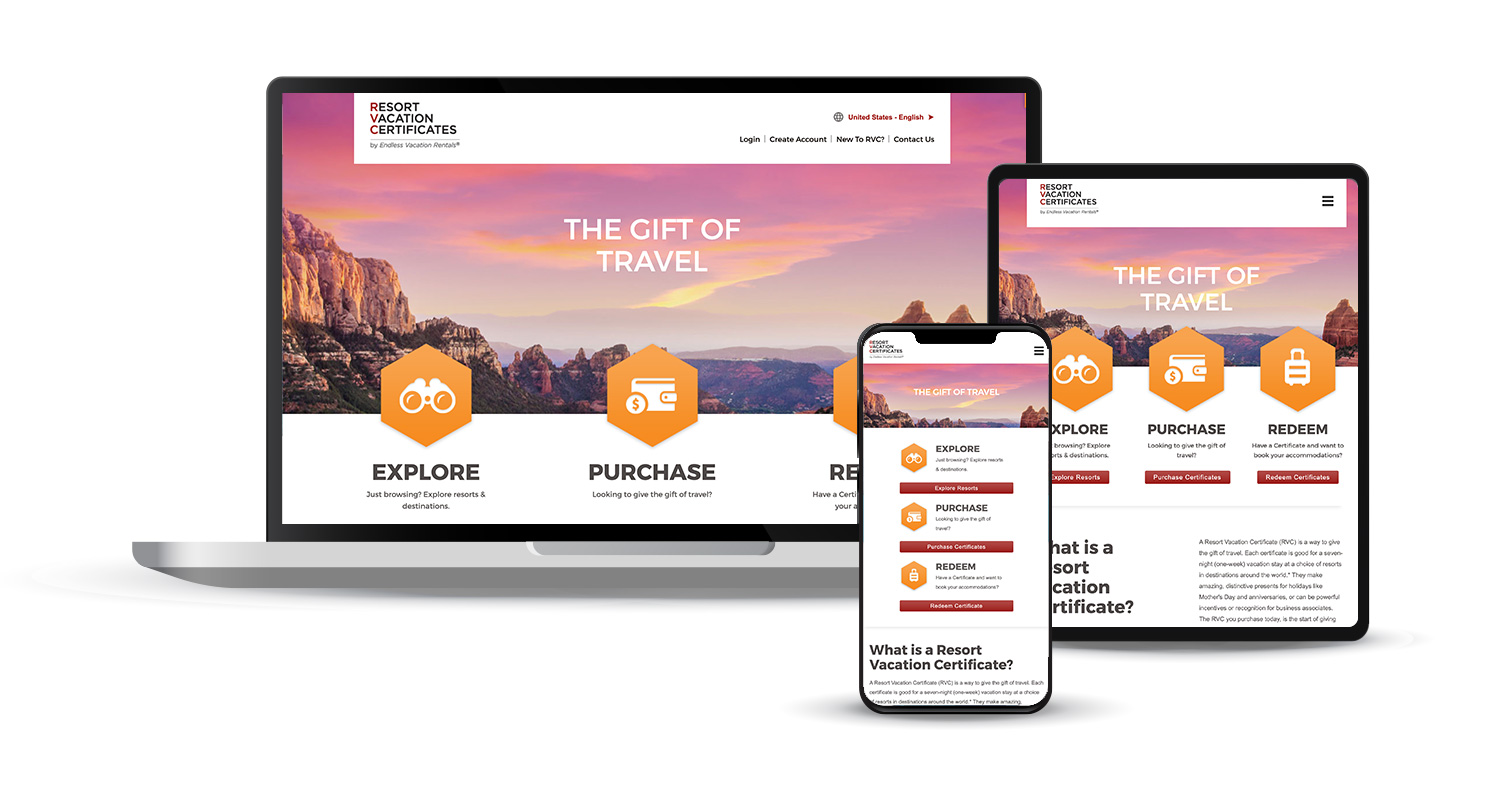 RESORT
VACATION
CERTIFICATES
by Endless Vacation Rentals®
United States - English
Login | Create Account | New To RVC? | Contact Us
THE GIFT OF
TRAVEL
EXPLORE
Just browsing? Explore resorts &
destinations.
PURCHASE
Looking to give the gift of travel?
RE
Have a Certi
your a
RESORT
VACATION
CERTIFICATES
by Endless Vacation Rentals®
THE GIFT OF
TRAVEL
XPLORE
browsing? Explore
orts & destinations.
Explore Resorts
PURCHASE
Looking to give the gift of
travel?
Purchase Certificates
REDEEM
Have a Certificate and want to
book your accommodations?
Redeem Certificates
hat is a
esort
cation
rtificate?
A Resort Vacation Certificate (RVC) is a way to give
the gift of travel. Each certificate is good for a seven-
night (one-week) vacation stay at a choice of resorts
in destinations around the world.* They make
amazing, distinctive presents for holidays like
Mother's Day and anniversaries, or can be powerful
incentives or recognition for business associates.
The RVC you purchase today, is the start of giving
RESORT
VACATION
CERTIFICATES
by Endless Vacation Rentals®
THE GIFT OF TRAVEL
EXPLORE
Just browsing? Explore resorts
& destinations.
Explore Resorts
PURCHASE
Looking to give the gift of
travel?
Purchase Certificates
REDEEM
Have a Certificate and want to
book your accommodations?
Redeem Certificate
What is a Resort
Vacation Certificate?
A Resort Vacation Certificate (RVC) is a way to give the gift of travel. Each
certificate is good for a seven-night (one-week) vacation stay at a choice
of resorts in destinations around the world.* They make amazing,